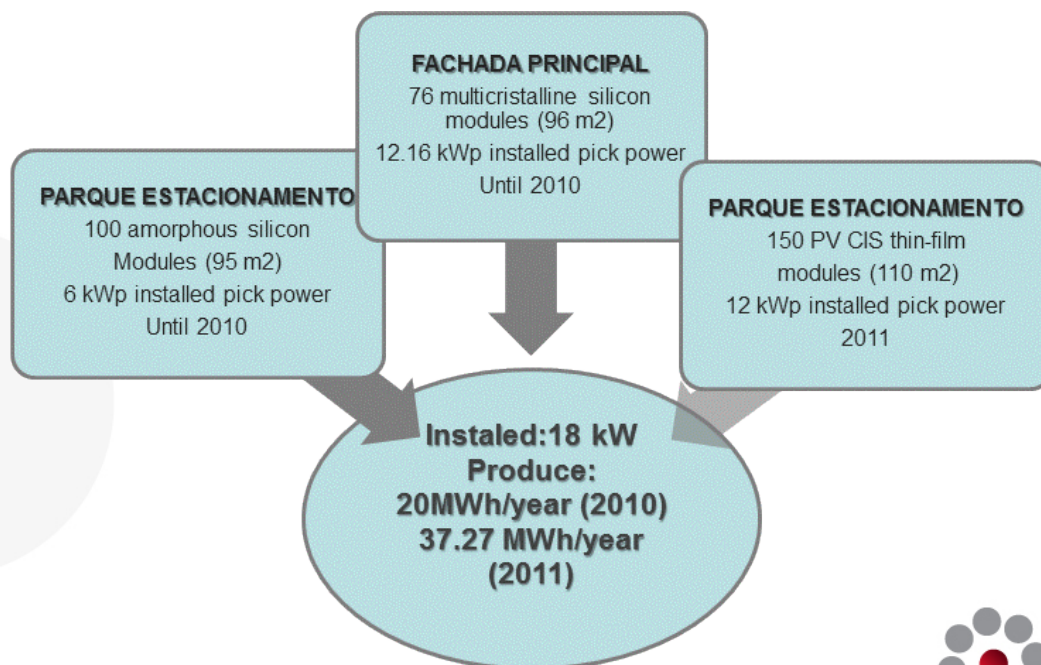 FACHADA PRINCIPAL
76 multicristalline silicon
modules (96 m2)
12.16 kWp installed pick power
Until 2010
PARQUE ESTACIONAMENTO
100 amorphous silicon
Modules (95 m2)
6 kWp installed pick power
Until 2010
PARQUE ESTACIONAMENTO
150 PV CIS thin-film
modules (110 m2)
12 kWp installed pick power
2011
Instaled:18 kW
Produce:
20MWh/year (2010)
37.27 MWh/year
(2011)